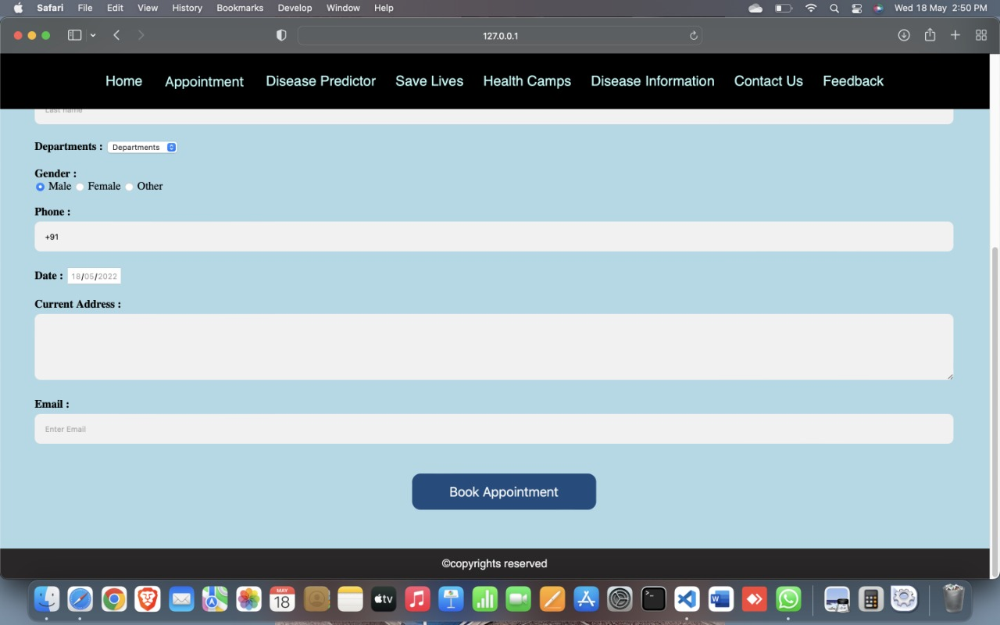 Safari File Edit View History Bookmarks Develop Window Help Wed 18 May 2:50 PM
127.0.0.1
Home Appointment Disease Predictor Save Lives Health Camps Disease Information Contact Us Feedback
Last name
Departments : Departments
Gender :
Male Female Other
Phone :
+91
Date : 18/05/2022
Current Address :
Email :
Enter Email
Book Appointment
©copyrights reserved
MAY
18
tv
W